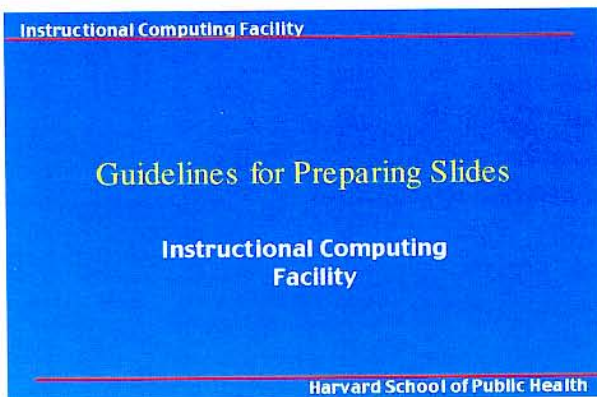 Instructional Computing Facility
Guidelines for Preparing Slides
Instructional Computing
Facility
Harvard School of Public Health